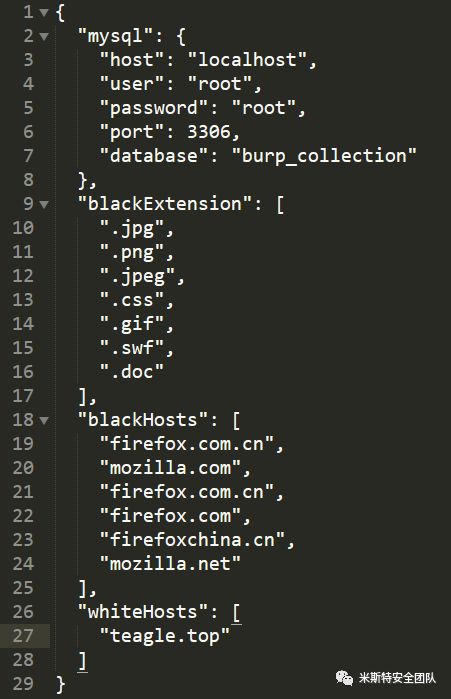 1 {
2 "mysql": {
3 "host": "localhost",
4 "user": "root",
5 "password": "root",
6 "port": 3306,
7 "database": "burp_collection"
8 },
9 "blackExtension": [
10 ".jpg",
11 ".png",
12 ".jpeg",
13 ".css",
14 ".gif",
15 ".swf",
16 ".doc"
17 ],
18 "blackHosts": [
19 "firefox.com.cn",
20 "mozilla.com",
21 "firefox.com.cn",
22 "firefox.com",
23 "firefoxchina.cn",
24 "mozilla.net"
25 ],
26 "whiteHosts": [
27 "teagle.top"
28 ]
29 }
米斯特安全团队